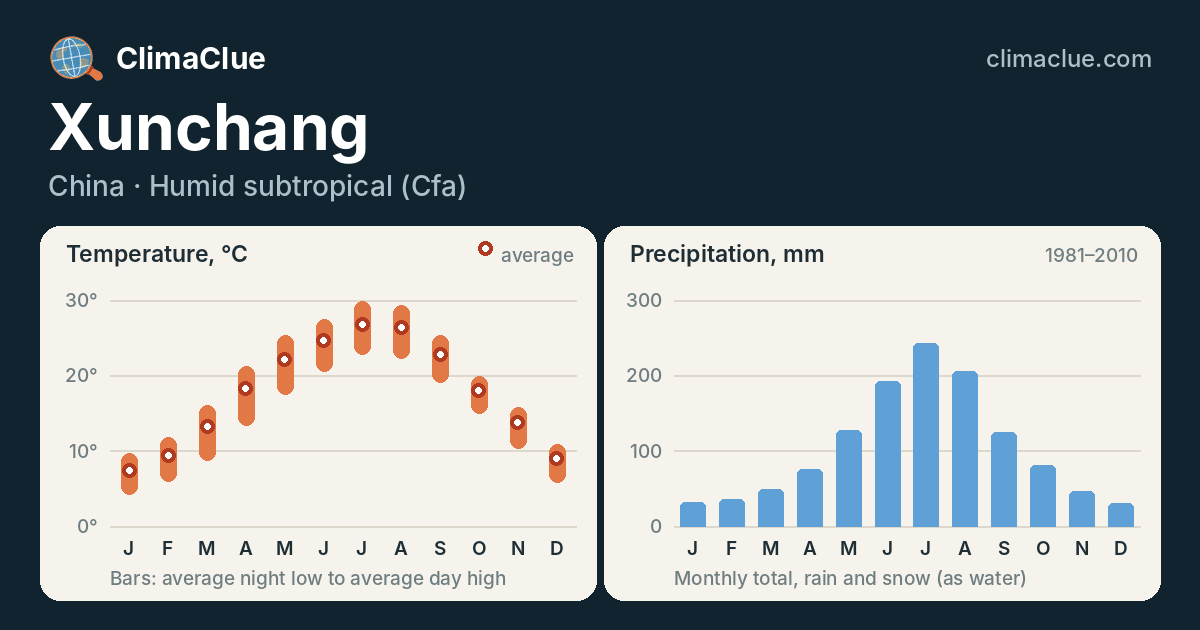 ClimaClue
climaclue.com
Xunchang
China · Humid subtropical (Cfa)
Temperature, °C
average
30°
20°
10°
0°
J F M A M J J A S O N D
Bars: average night low to average day high
Precipitation, mm
1981–2010
300
200
100
0
J F M A M J J A S O N D
Monthly total, rain and snow (as water)